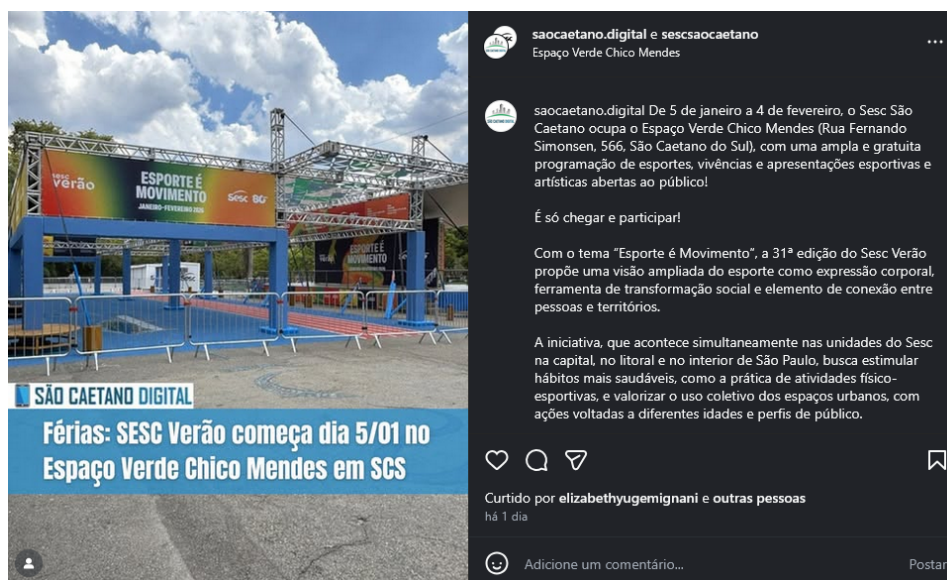 sesc
verão
ESPORTE É
MOVIMENTO
JANEIRO-FEVEREIRO 2026
Sesc 80
ESPORTE É
MOVIMENTO
SÃO CAETANO DIGITAL
Férias: SESC Verão começa dia 5/01 no
Espaço Verde Chico Mendes em SCS
saocaetano.digital e sescsaocaetano
Espaço Verde Chico Mendes
saocaetano.digital De 5 de janeiro a 4 de fevereiro, o Sesc São
Caetano ocupa o Espaço Verde Chico Mendes (Rua Fernando
Simonsen, 566, São Caetano do Sul), com uma ampla e gratuita
programação de esportes, vivências e apresentações esportivas e
artísticas abertas ao público!
É só chegar e participar!
Com o tema “Esporte é Movimento”, a 31ª edição do Sesc Verão
propõe uma visão ampliada do esporte como expressão corporal,
ferramenta de transformação social e elemento de conexão entre
pessoas e territórios.
A iniciativa, que acontece simultaneamente nas unidades do Sesc
na capital, no litoral e no interior de São Paulo, busca estimular
hábitos mais saudáveis, como a prática de atividades físico-
esportivas, e valorizar o uso coletivo dos espaços urbanos, com
ações voltadas a diferentes idades e perfis de público.
Curtido por elizabethyugemignani e outras pessoas
há 1 dia
Adicione um comentário...
Postar